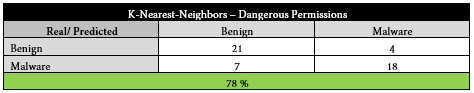 K-Nearest-Neighbors – Dangerous Permissions
Real/ Predicted Benign Malware
Benign 21 4
Malware 7 18
78 %